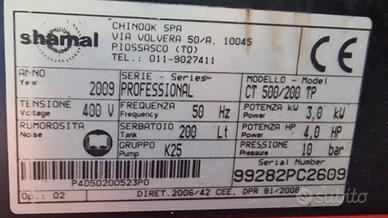 shamal
CHINOOK SPA
VIA VOLVERA 50/A, 10045
PIOSSASCO (TO)
TEL.: 011-9027411
CE
ANNO
Year
2009
SERIE - Series
PROFESSIONAL
MODELLO - Model
CT 500/200 TP
TENSIONE
Voltage
400 V
FREQUENZA
Frequency
50 Hz
POTENZA kW
Power
3,0 kW
RUMOROSITA
Noise
SERBATOIO
Tank
200 Lt
POTENZA HP
Power
4,0 HP
GRUPPO
Pump
K25
PRESSIONE
Pressure
10 bar
Serial Number
99282PC2609
P4050200523P0
Op.: 02
DIRET. 2006/42 CEE. DPR 81/2008
subito